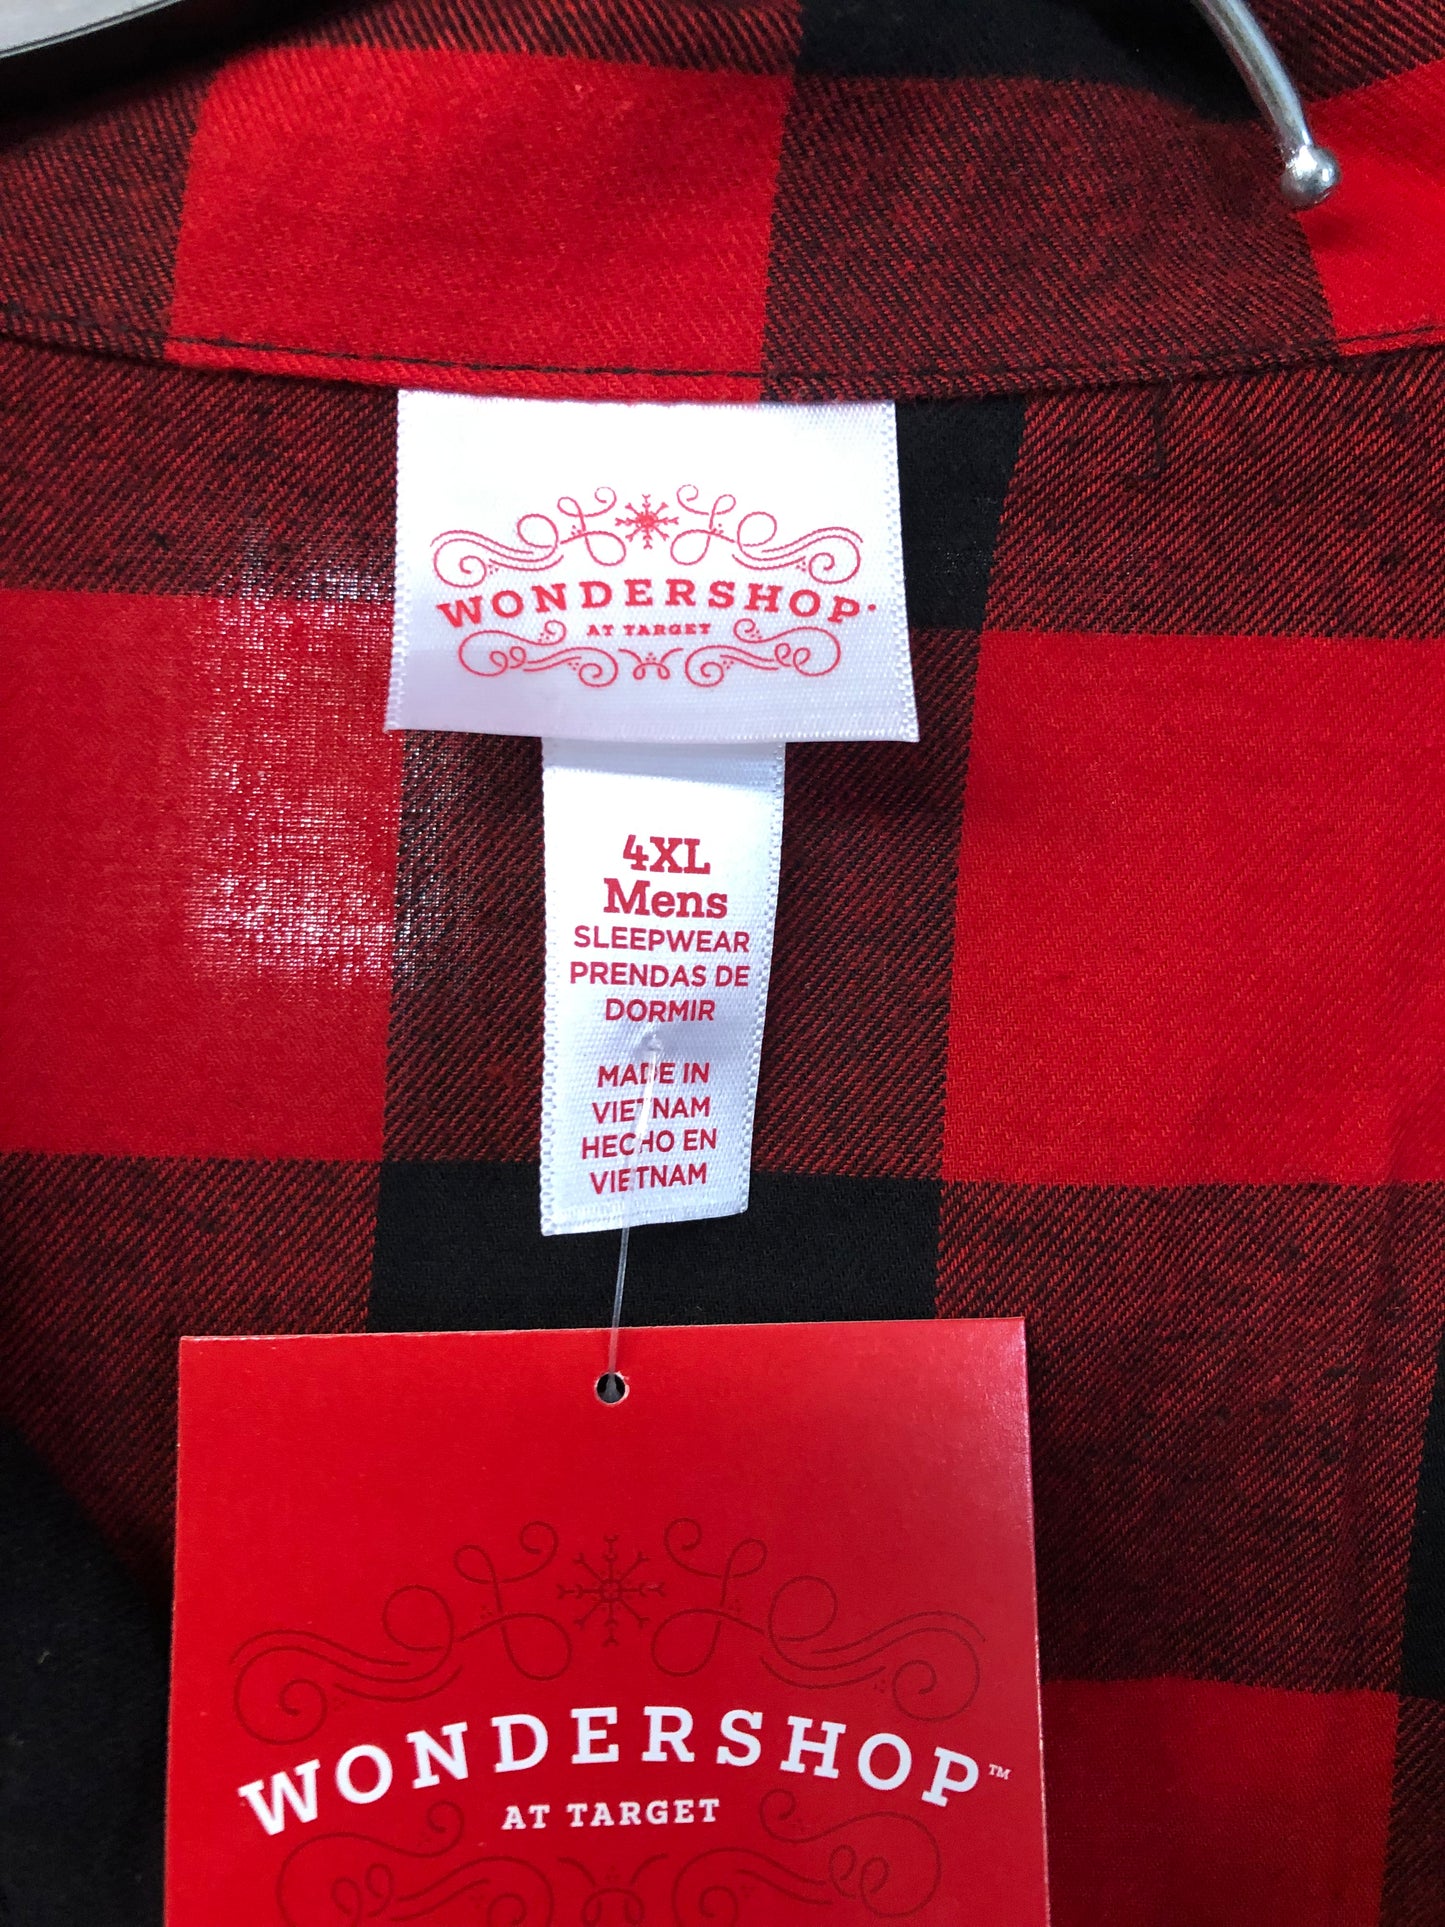 WONDERSHOP
AT TARGET
4XL
Mens
SLEEPWEAR
PRENDAS DE
DORMIR
MADE IN
VIETNAM
HECHO EN
VIETNAM
WONDERSHOP™
AT TARGET